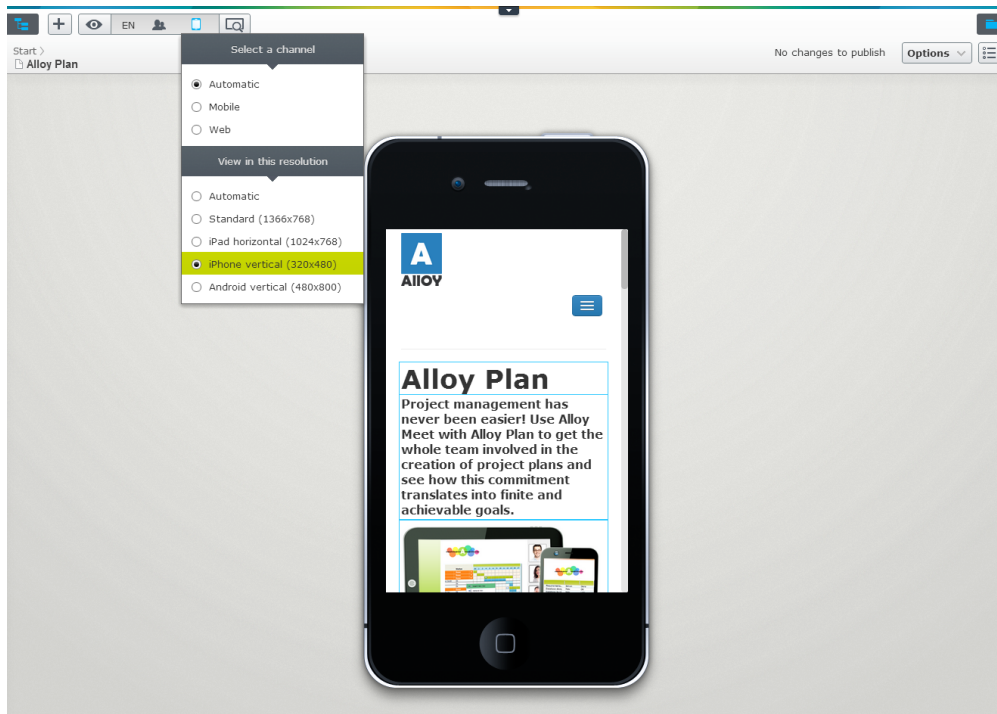 EN
Start
Alloy Plan
Select a channel
Automatic
Mobile
Web
View in this resolution
Automatic
Standard (1366x768)
iPad horizontal (1024x768)
iPhone vertical (320x480)
Android vertical (480x800)
No changes to publish
Options
A
AllOY
Alloy Plan
Project management has
never been easier! Use Alloy
Meet with Alloy Plan to get the
whole team involved in the
creation of project plans and
see how this commitment
translates into finite and
achievable goals.